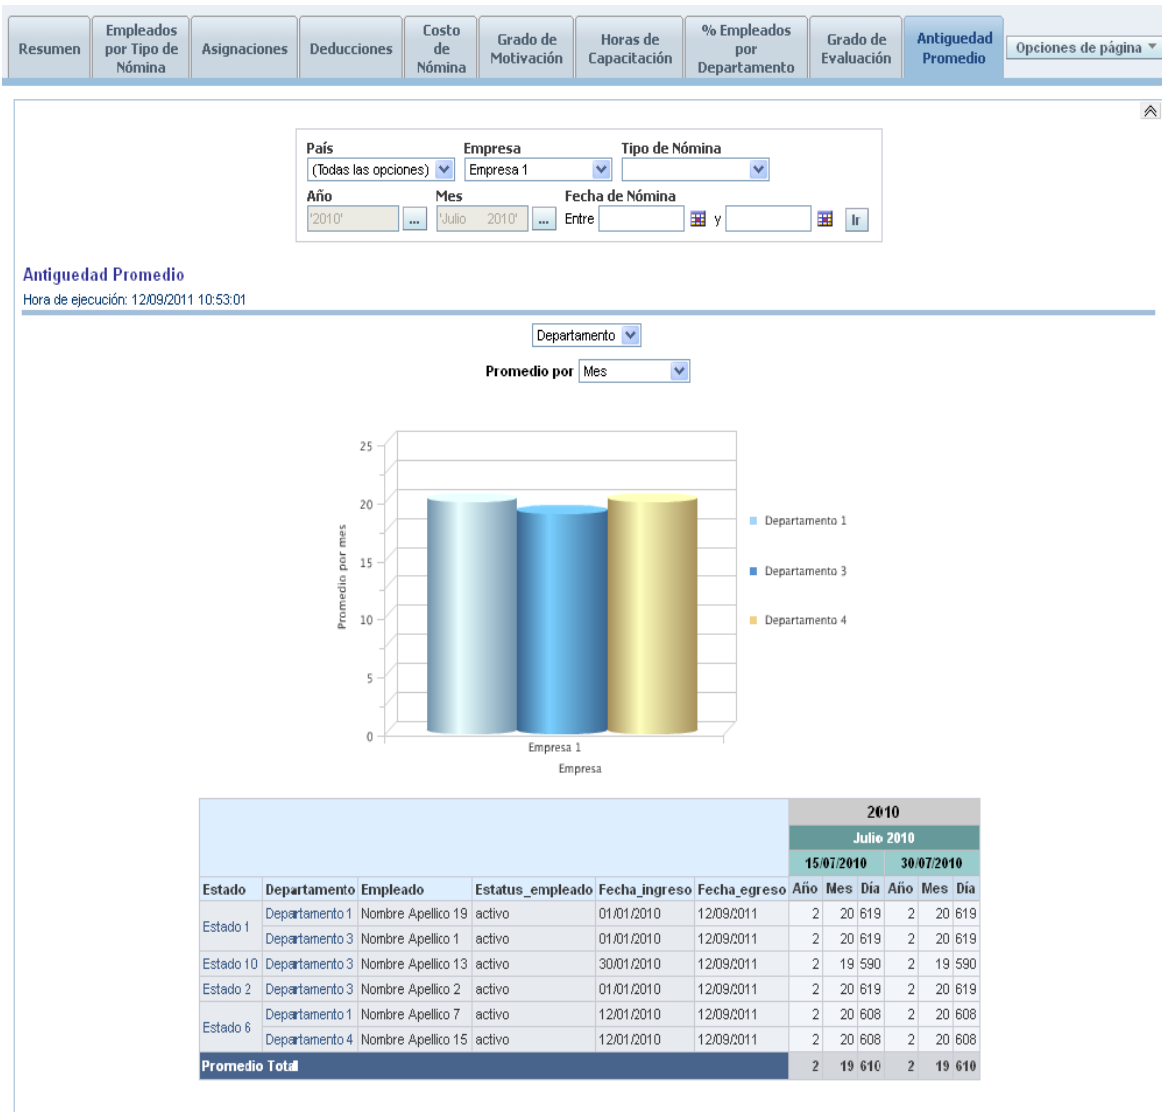 Resumen
Empleados
por Tipo de
Nómina
Asignaciones
Deducciones
Costo
de
Nómina
Grado de
Motivación
Horas de
Capacitación
% Empleados
por
Departamento
Grado de
Evaluación
Antiguedad
Promedio
Opciones de página
País Empresa Tipo de Nómina
(Todas las opciones) Empresa 1
Año Mes Fecha de Nómina
'2010' ... 'Julio 2010' ... Entre y Ir
Antiguedad Promedio
Hora de ejecución: 12/09/2011 10:53:01
Departamento
Promedio por Mes
25
20
15
10
5
0
Promedio por mes
Empresa 1
Empresa
Departamento 1
Departamento 3
Departamento 4
2010
Julio 2010
15/07/2010 30/07/2010
Estado Departamento Empleado Estatus_empleado Fecha_ingreso Fecha_egreso Año Mes Día Año Mes Día
Estado 1 Departamento 1 Nombre Apellico 19 activo 01/01/2010 12/09/2011 2 20 619 2 20 619
Departamento 3 Nombre Apellico 1 activo 01/01/2010 12/09/2011 2 20 619 2 20 619
Estado 10 Departamento 3 Nombre Apellico 13 activo 30/01/2010 12/09/2011 2 19 590 2 19 590
Estado 2 Departamento 3 Nombre Apellico 2 activo 01/01/2010 12/09/2011 2 20 619 2 20 619
Estado 6 Departamento 1 Nombre Apellico 7 activo 12/01/2010 12/09/2011 2 20 608 2 20 608
Departamento 4 Nombre Apellico 15 activo 12/01/2010 12/09/2011 2 20 608 2 20 608
Promedio Total 2 19 610 2 19 610